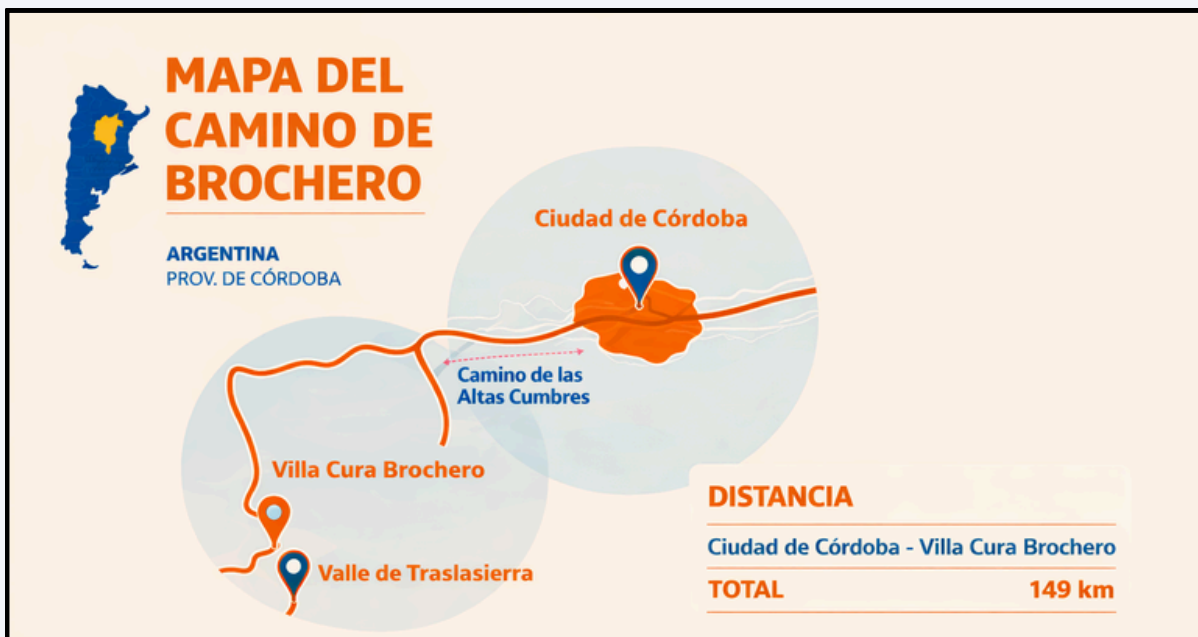 MAPA DEL
CAMINO DE
BROCHERO
ARGENTINA
PROV. DE CÓRDOBA
Ciudad de Córdoba
Camino de las
Altas Cumbres
Villa Cura Brochero
Valle de Traslasierra
DISTANCIA
Ciudad de Córdoba - Villa Cura Brochero
TOTAL 149 km